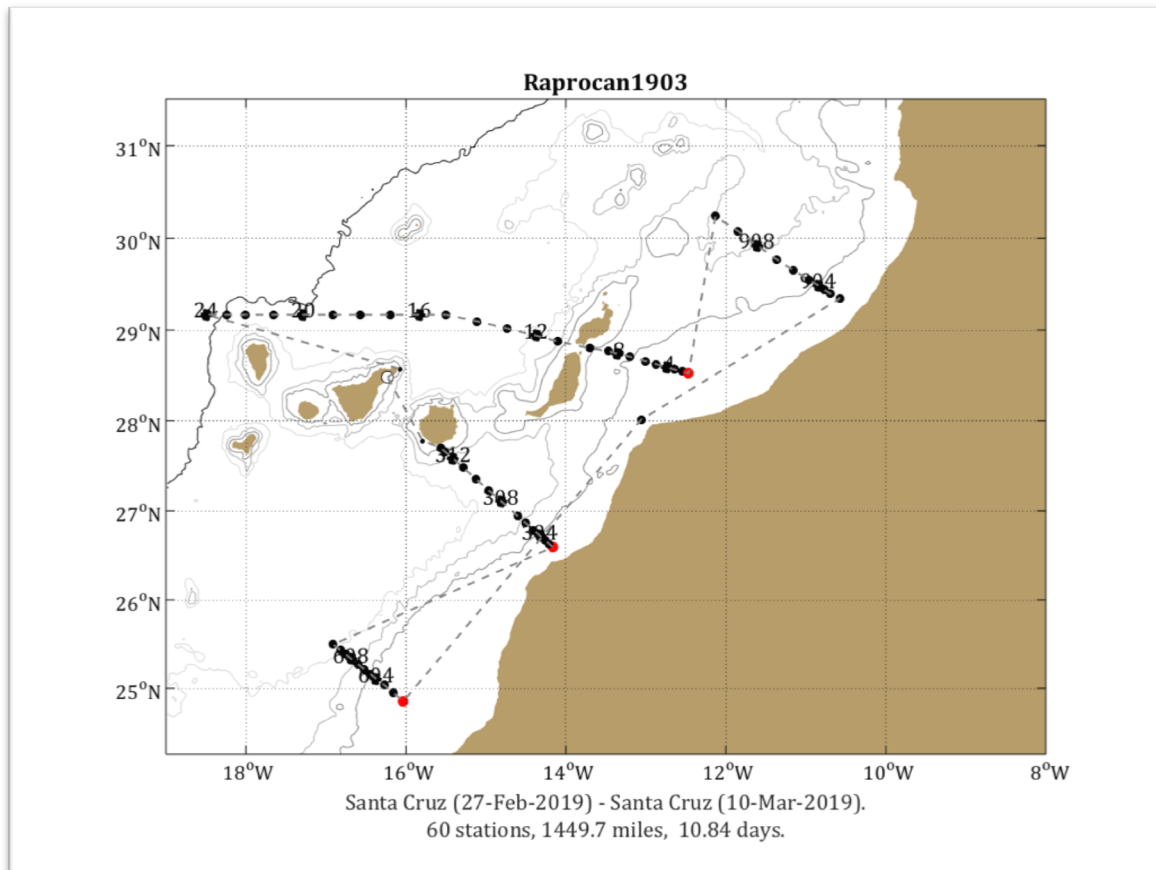 Raprocan1903
31°N
30°N
908
904
24
20
16
29°N
12
8
4
28°N
312
308
27°N
304
26°N
608
604
25°N
18°W 16°W 14°W 12°W 10°W 8°W
Santa Cruz (27-Feb-2019) - Santa Cruz (10-Mar-2019).
60 stations, 1449.7 miles, 10.84 days.